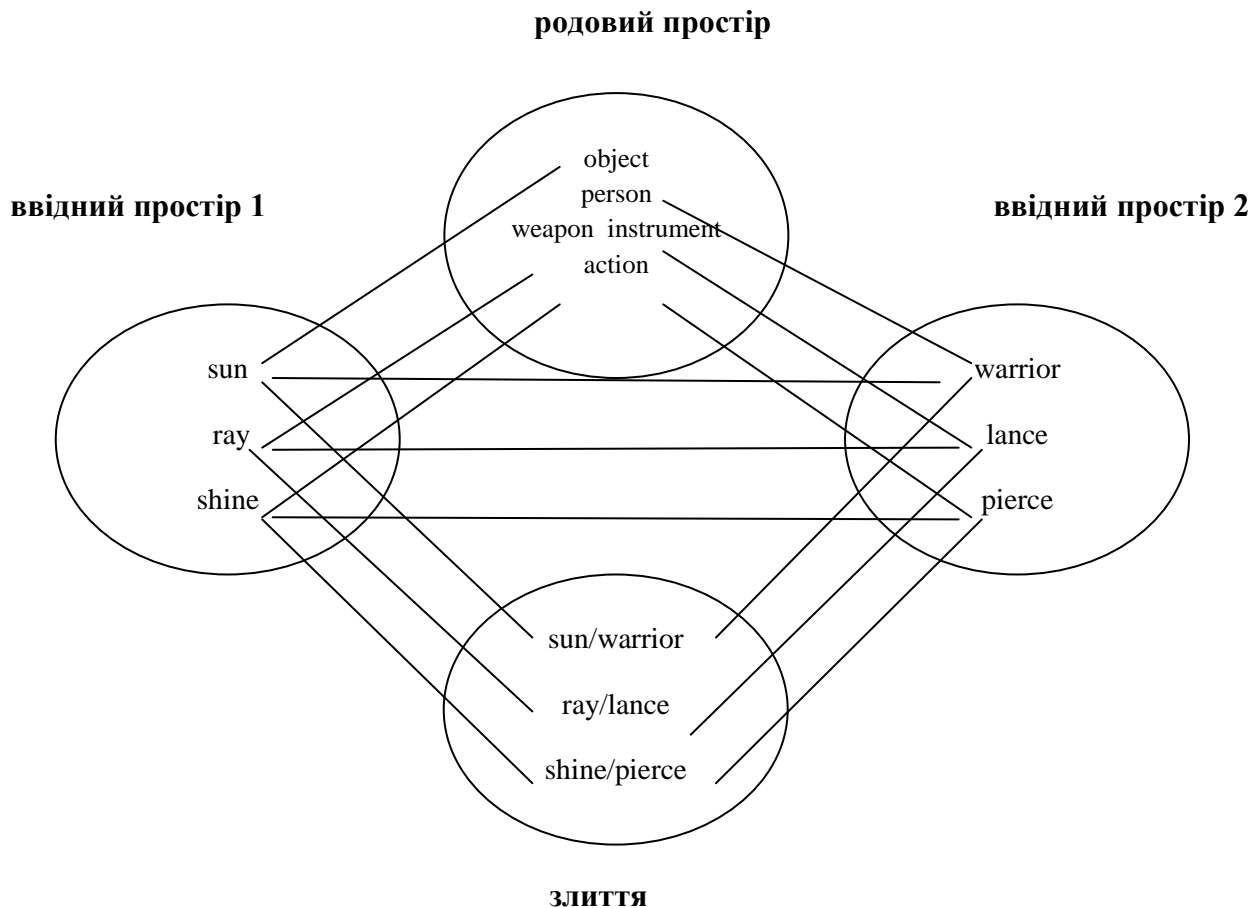 родовий простір
object
person
weapon instrument
action
ввідний простір 1
ввідний простір 2
sun
ray
shine
warrior
lance
pierce
sun/warrior
ray/lance
shine/pierce
злиття